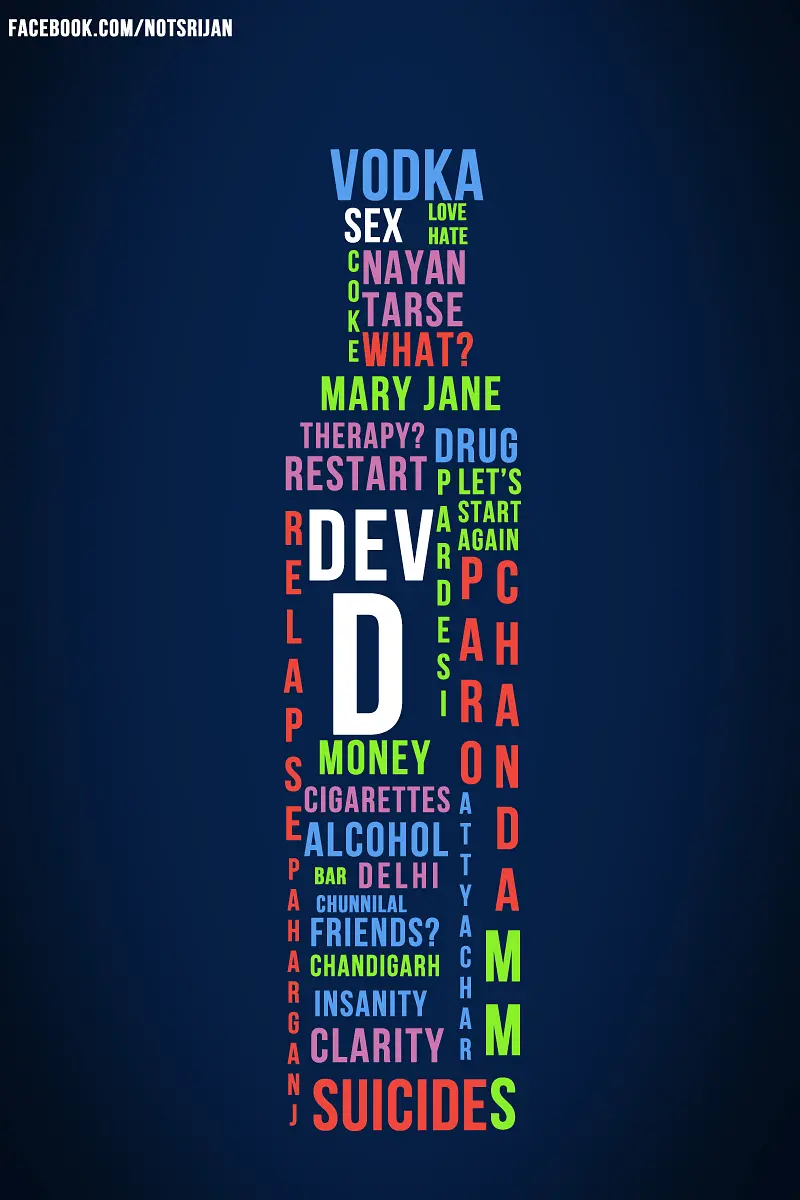 FACEBOOK.COM/NOTSRIJAN
VODKA
SEX
LOVE
HATE
COKE
NAYAN
TARSE
WHAT?
MARY JANE
THERAPY?
DRUG
RESTART
PARDESI
LET'S
START
AGAIN
RELAPSE
DEV
D
PARO
CHANDA
MONEY
CIGARETTES
ALCOHOL
ATTYACHAR
BAR
DELHI
PAHARGANJ
CHUNNILAL
FRIENDS?
CHANDIGARH
MMS
INSANITY
CLARITY
SUICIDES